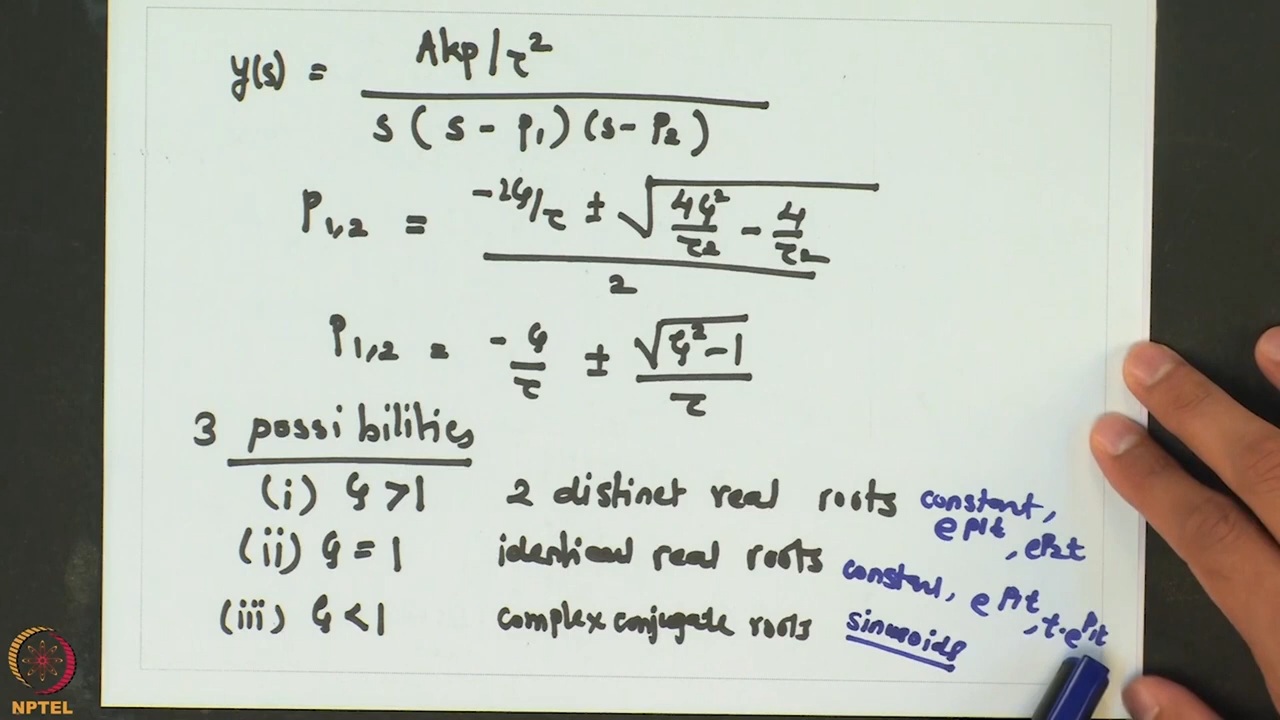 y(s) = Akp/τ² / s(s - p₁)(s - p₂)
P₁,₂ = (-2ζ/τ ± √(4ζ²/τ² - 4/τ²)) / 2
P₁,₂ = -ζ/τ ± √(ζ² - 1)/τ
3 possibilities
(i) ζ > 1 2 distinct real roots constant, e^p₁t, e^p₂t
(ii) ζ = 1 identical real roots constant, e^p₁t, t·e^p₁t
(iii) ζ < 1 complex conjugate roots sinusoids
NPTEL